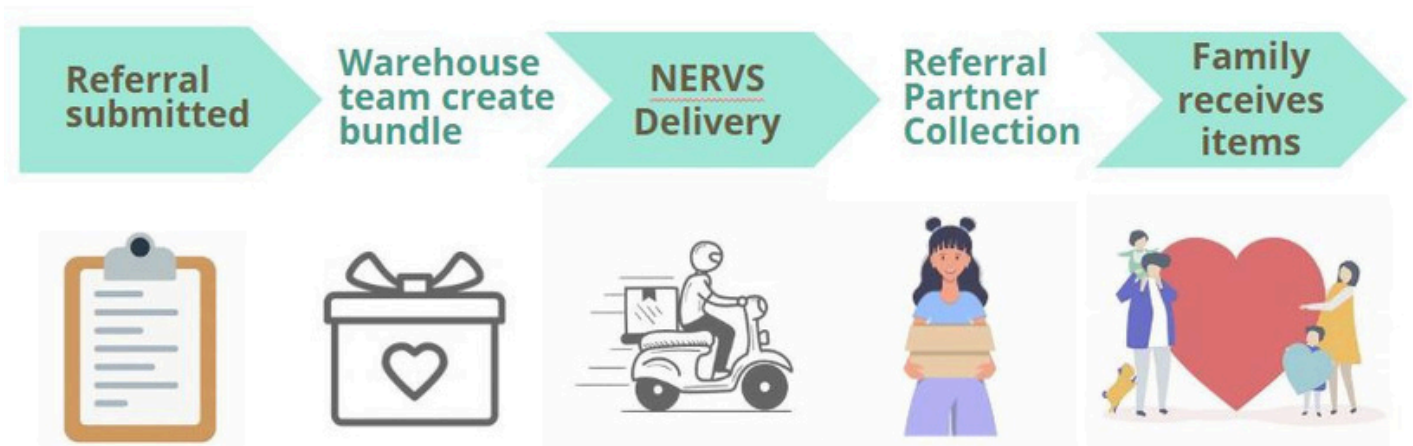 Referral
submitted
Warehouse
team create
bundle
NERVS
Delivery
Referral
Partner
Collection
Family
receives
items